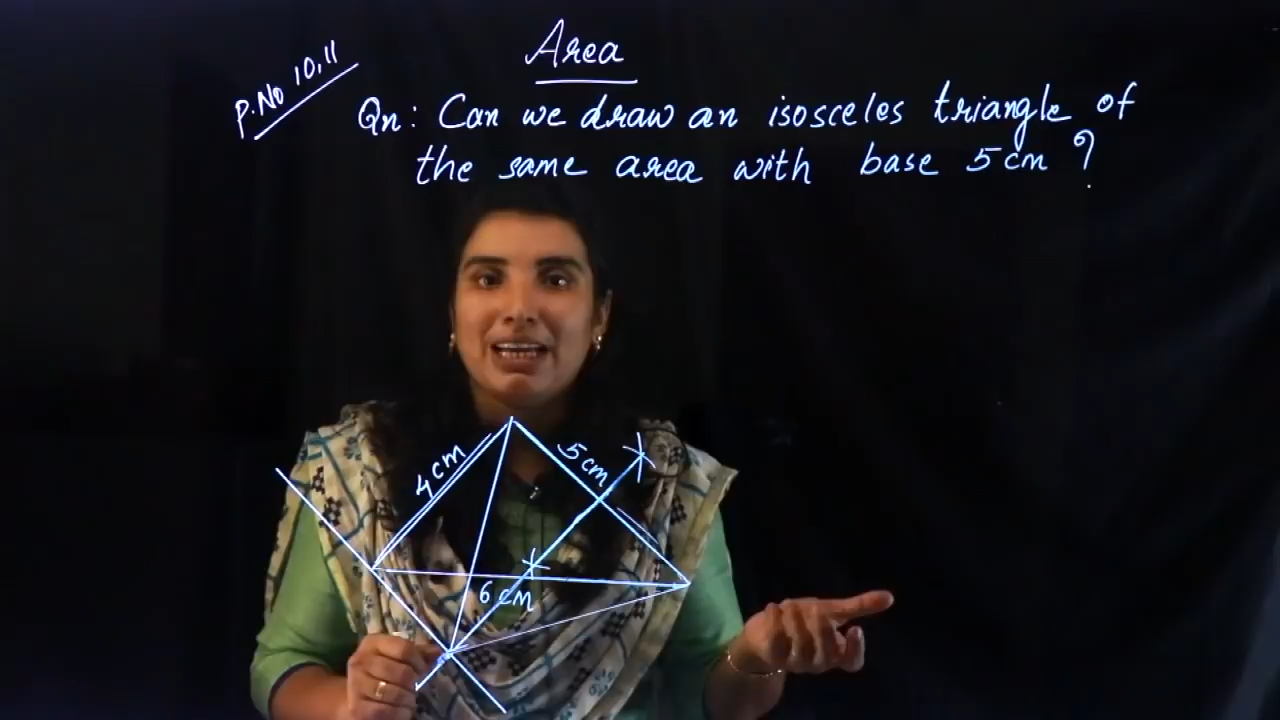 Area
P.No 10,11
Qn: Can we draw an isosceles triangle of
the same area with base 5cm ?
4cm
5cm
6cm